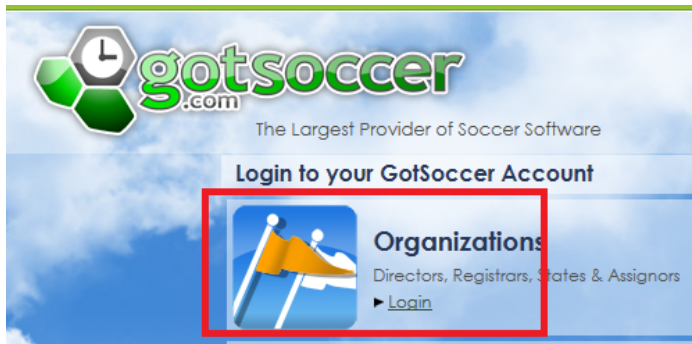 gotsoccer
.com
The Largest Provider of Soccer Software
Login to your GotSoccer Account
Organizations
Directors, Registrars, States & Assignors
Login